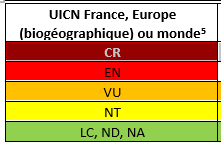 UICN France, Europe
(biogéographique) ou monde⁵
CR
EN
VU
NT
LC, ND, NA